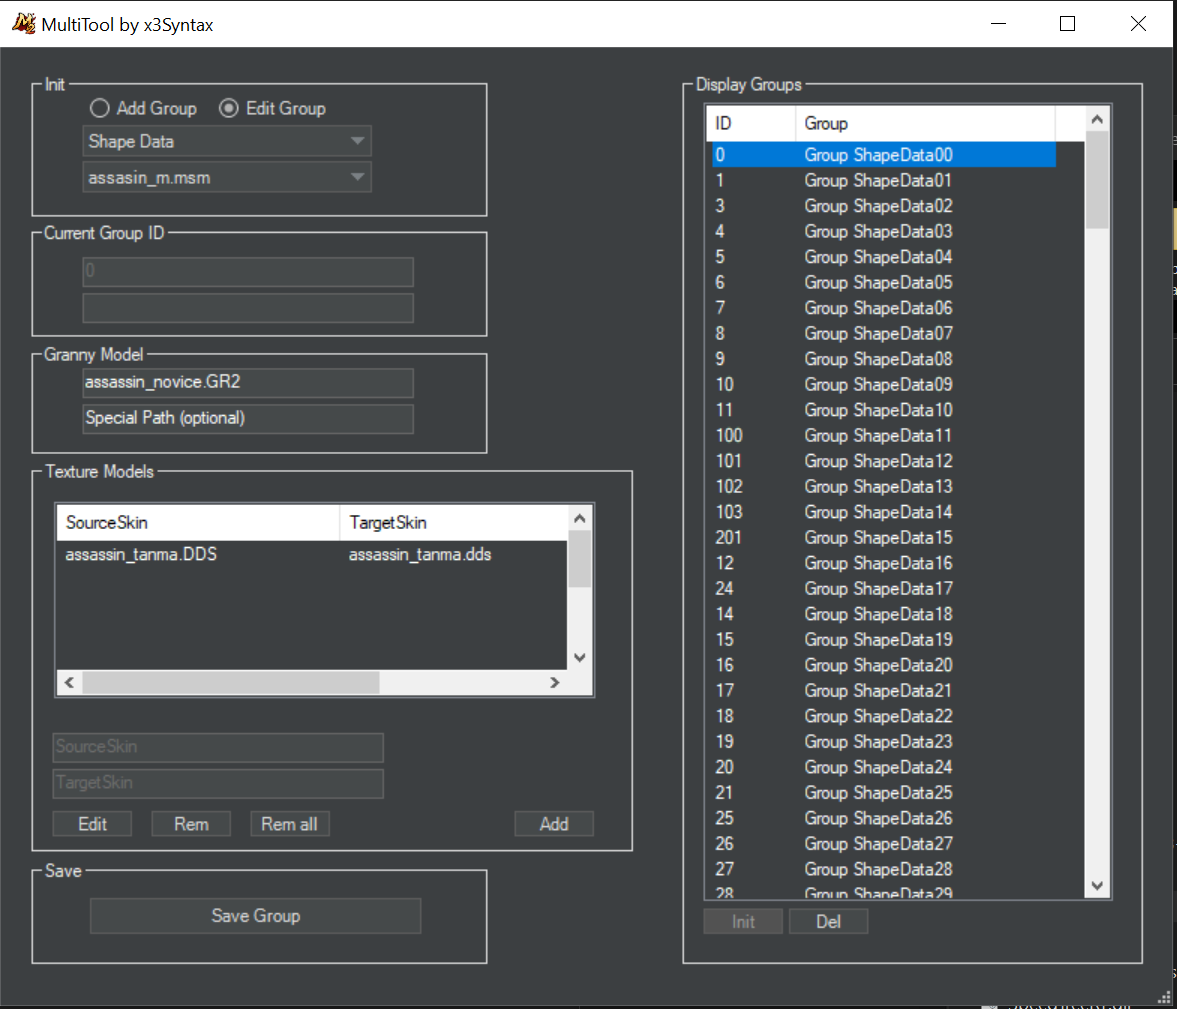 MultiTool by x3Syntax
Init
Add Group Edit Group
Shape Data
assasin_m.msm
Current Group ID
0
Granny Model
assassin_novice.GR2
Special Path (optional)
Texture Models
SourceSkin TargetSkin
assassin_tanma.DDS assassin_tanma.dds
SourceSkin
TargetSkin
Edit Rem Rem all Add
Save
Save Group
Display Groups
ID Group
0 Group ShapeData00
1 Group ShapeData01
3 Group ShapeData02
4 Group ShapeData03
5 Group ShapeData04
6 Group ShapeData05
7 Group ShapeData06
8 Group ShapeData07
9 Group ShapeData08
10 Group ShapeData09
11 Group ShapeData10
100 Group ShapeData11
101 Group ShapeData12
102 Group ShapeData13
103 Group ShapeData14
201 Group ShapeData15
12 Group ShapeData16
24 Group ShapeData17
14 Group ShapeData18
15 Group ShapeData19
16 Group ShapeData20
17 Group ShapeData21
18 Group ShapeData22
19 Group ShapeData23
20 Group ShapeData24
21 Group ShapeData25
25 Group ShapeData26
26 Group ShapeData27
27 Group ShapeData28
28 Group ShapeData29
Init Del